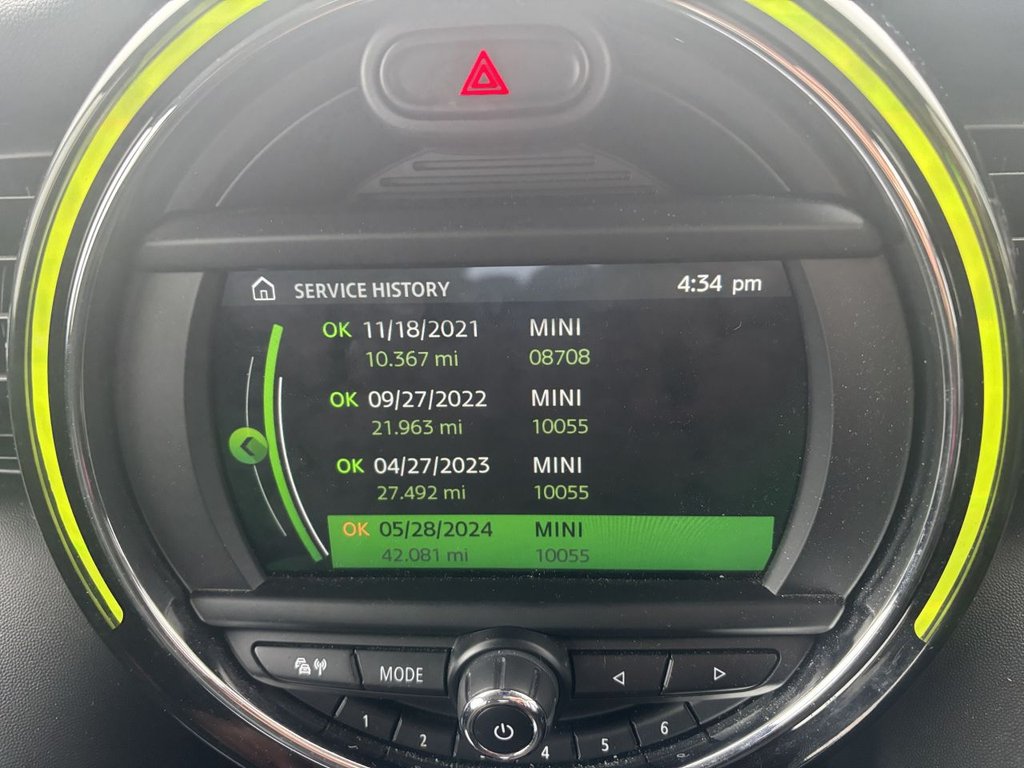 SERVICE HISTORY 4:34 pm
OK 11/18/2021 MINI
10.367 mi 08708
OK 09/27/2022 MINI
21.963 mi 10055
OK 04/27/2023 MINI
27.492 mi 10055
OK 05/28/2024 MINI
42.081 mi 10055
MODE
1 2 4 5 6